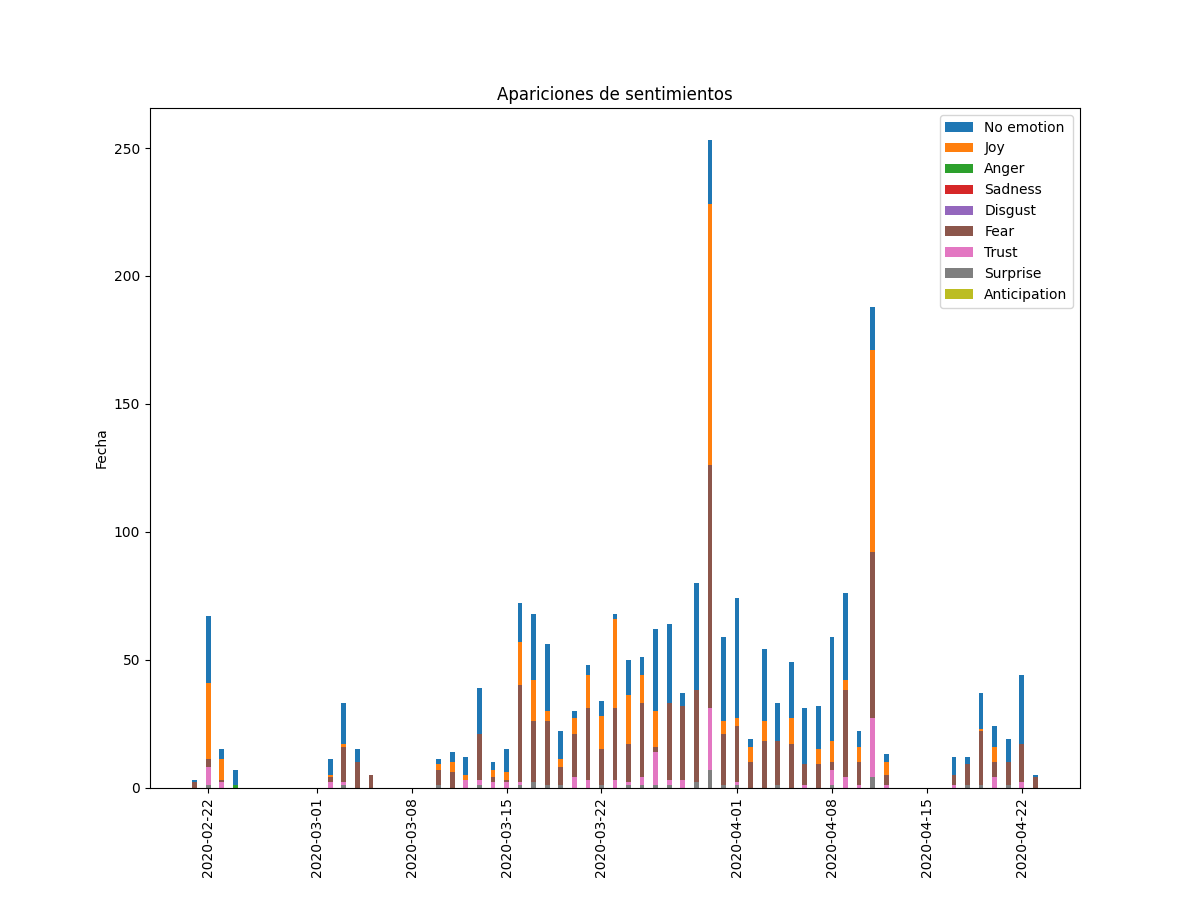 Apariciones de sentimientos
No emotion
Joy
Anger
Sadness
Disgust
Fear
Trust
Surprise
Anticipation
250
200
150
100
50
0
Fecha
2020-02-22
2020-03-01
2020-03-08
2020-03-15
2020-03-22
2020-04-01
2020-04-08
2020-04-15
2020-04-22